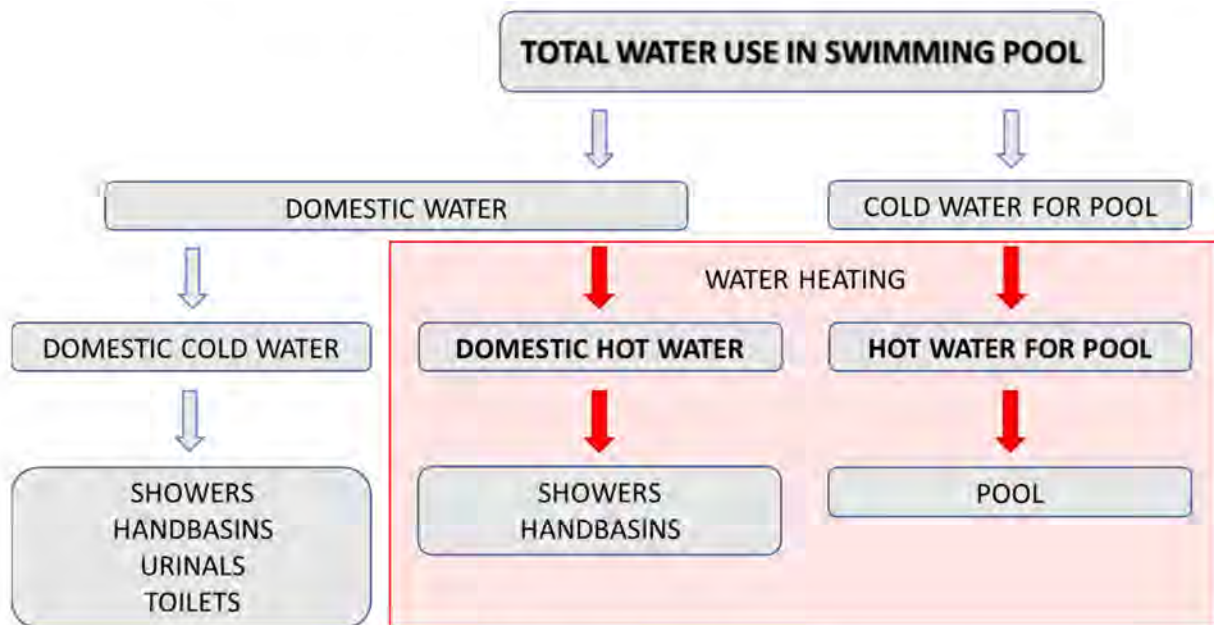 TOTAL WATER USE IN SWIMMING POOL
DOMESTIC WATER
COLD WATER FOR POOL
WATER HEATING
DOMESTIC COLD WATER
DOMESTIC HOT WATER
HOT WATER FOR POOL
SHOWERS
HANDBASINS
URINALS
TOILETS
SHOWERS
HANDBASINS
POOL